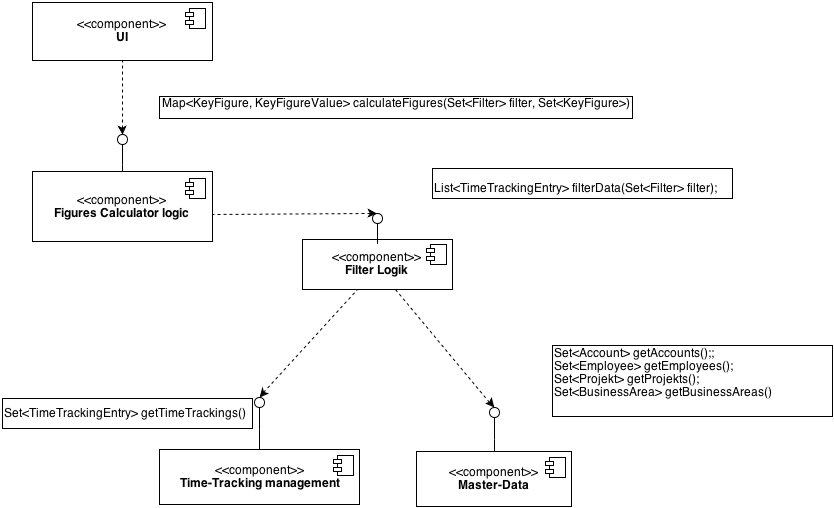 <<component>>
UI
Map<KeyFigure, KeyFigureValue> calculateFigures(Set<Filter> filter, Set<KeyFigure>)
<<component>>
Figures Calculator logic
List<TimeTrackingEntry> filterData(Set<Filter> filter);
<<component>>
Filter Logik
Set<Account> getAccounts();;
Set<Employee> getEmployees();
Set<Projekt> getProjekts();
Set<BusinessArea> getBusinessAreas()
Set<TimeTrackingEntry> getTimeTrackings()
<<component>>
Time-Tracking management
<<component>>
Master-Data